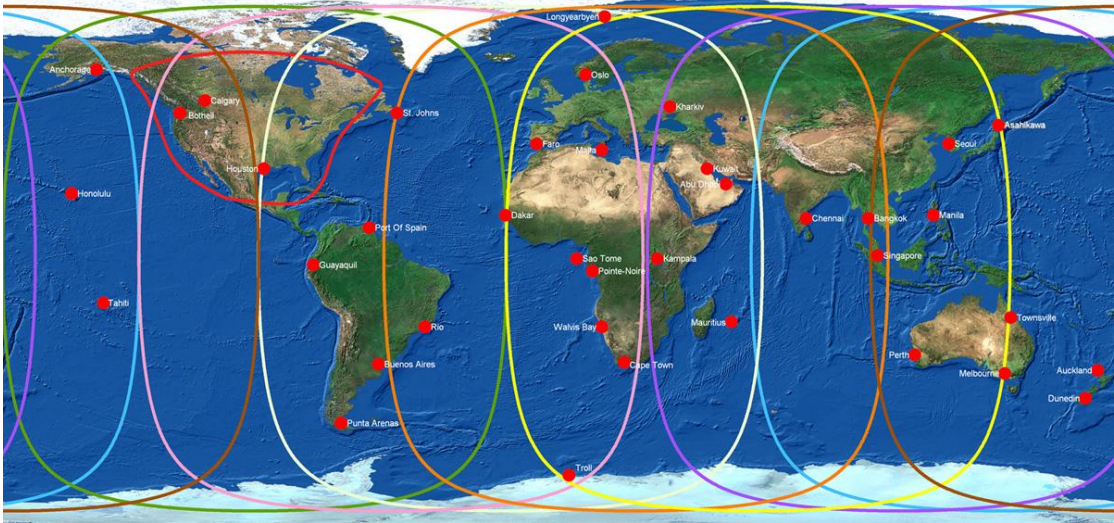 Longyearbyen
Anchorage
Oslo
Calgary
Bothell
St. Johns
Kharkiv
Asahikawa
Faro
Malta
Seoul
Houston
Kuwait
Abu Dhabi
Honolulu
Dakar
Chennai
Bangkok
Manila
Port Of Spain
Guayaquil
Sao Tome
Kampala
Singapore
Pointe-Noire
Tahiti
Rio
Walvis Bay
Mauritius
Townsville
Perth
Buenos Aires
Cape Town
Melbourne
Auckland
Dunedin
Punta Arenas
Troll